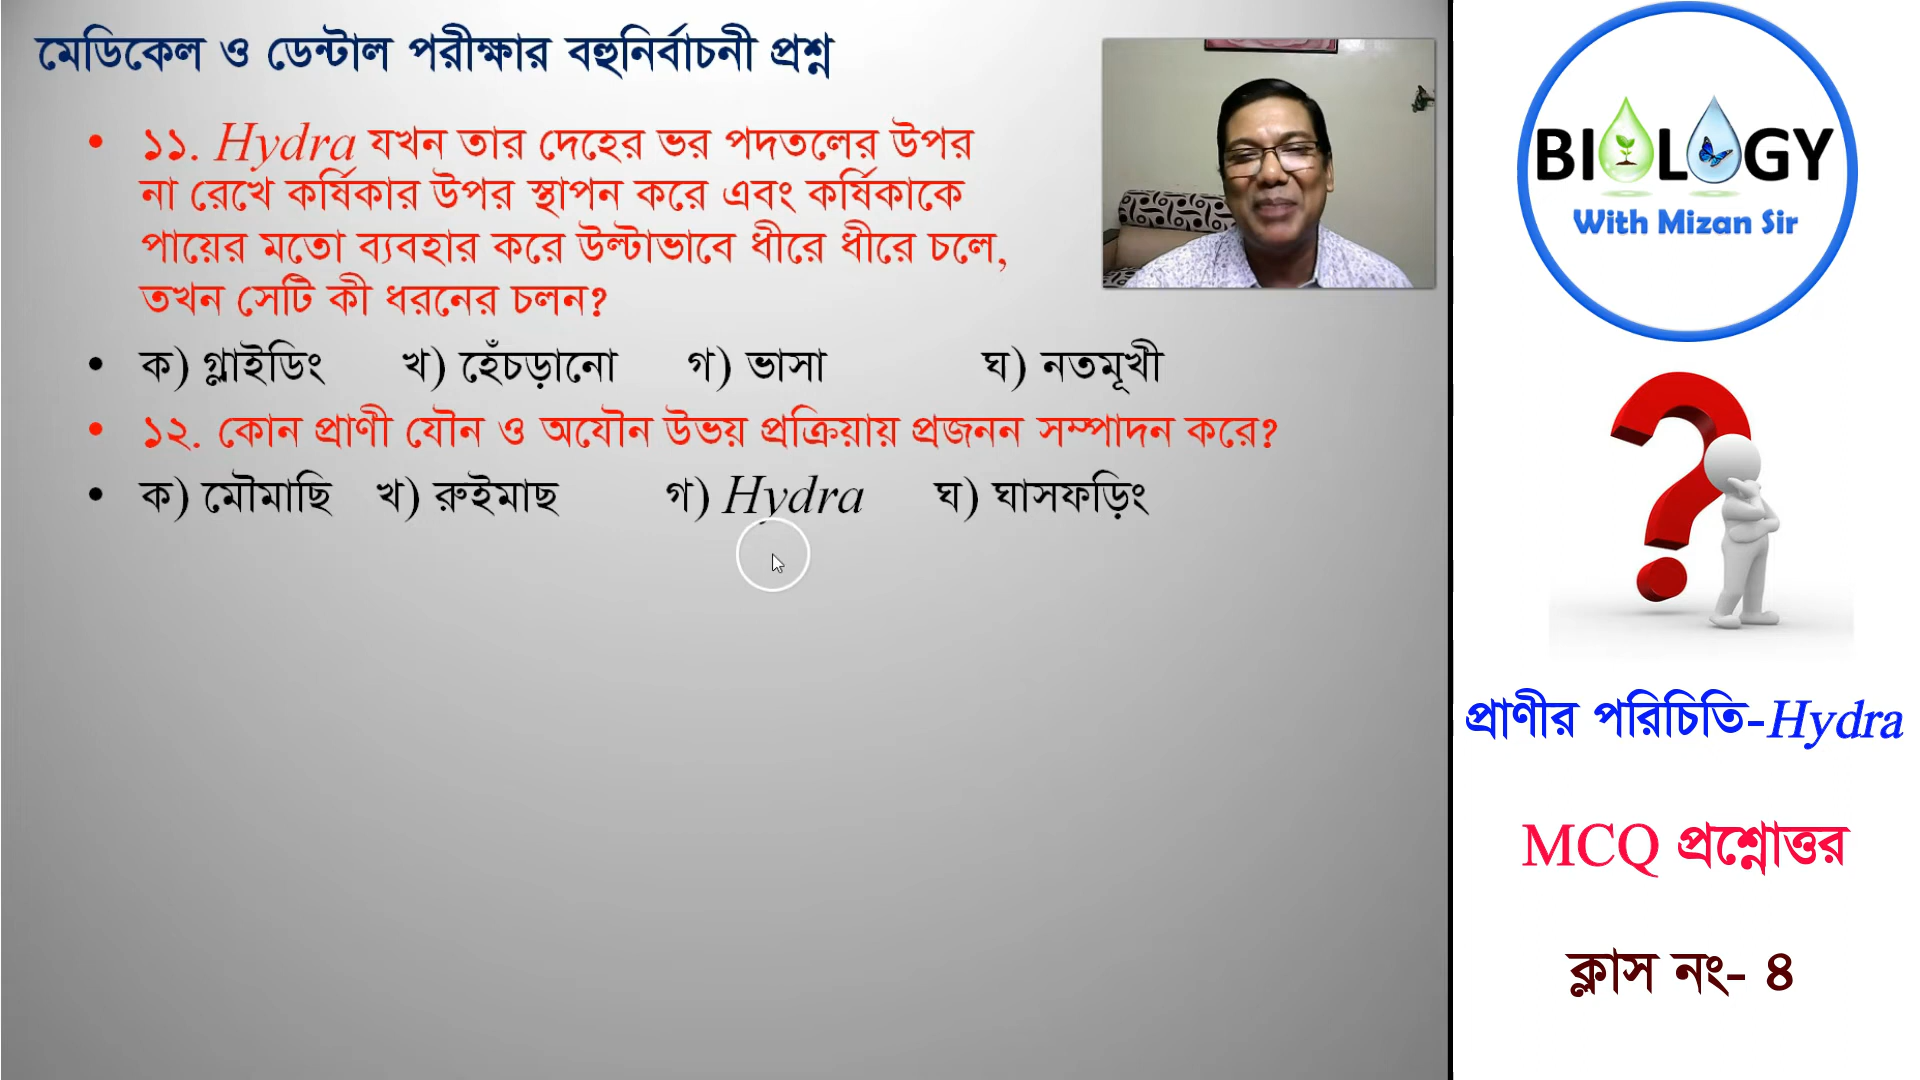 মেডিকেল ও ডেন্টাল পরীক্ষার বহুনির্বাচনী প্রশ্ন
• ১১. Hydra যখন তার দেহের ভর পদতলের উপর
না রেখে কর্ষিকার উপর স্থাপন করে এবং কর্ষিকাকে
পায়ের মতো ব্যবহার করে উল্টাভাবে ধীরে ধীরে চলে,
তখন সেটি কী ধরনের চলন?
• ক) গ্লাইডিং খ) হেঁচড়ানো গ) ভাসা ঘ) নতমূখী
• ১২. কোন প্রাণী যৌন ও অযৌন উভয় প্রক্রিয়ায় প্রজনন সম্পাদন করে?
• ক) মৌমাছি খ) রুইমাছ গ) Hydra ঘ) ঘাসফড়িং
BIOLOGY
With Mizan Sir
প্রাণীর পরিচিতি-Hydra
MCQ প্রশ্নোত্তর
ক্লাস নং- ৪